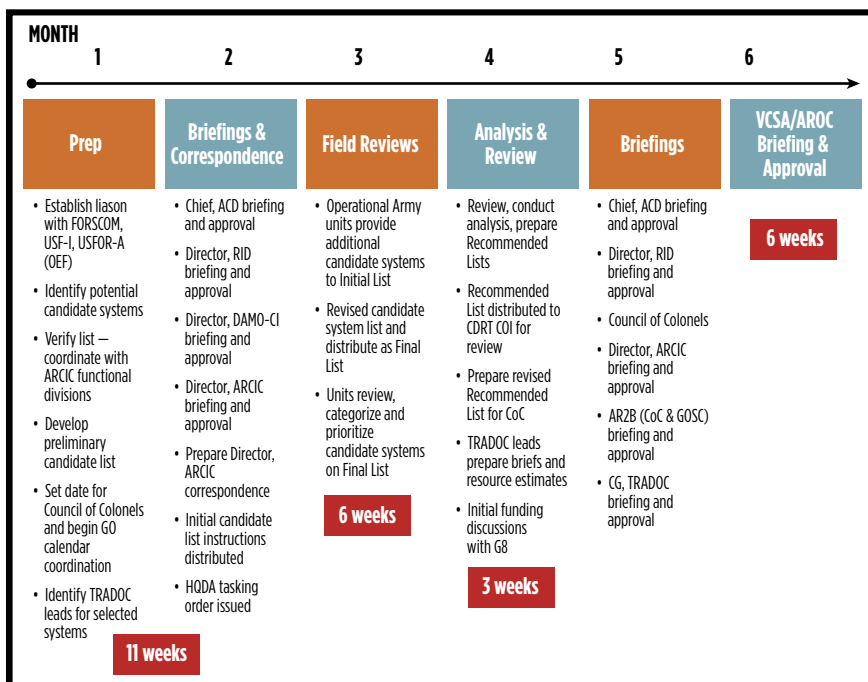 MONTH
1 2 3 4 5 6
Prep
• Establish liason
with FORSCOM,
USF-I, USFOR-A
(OEF)
• Identify potential
candidate systems
• Verify list –
coordinate with
ARCIC functional
divisions
• Develop
preliminary
candidate list
• Set date for
Council of Colonels
and begin GO
calendar
coordination
• Identify TRADOC
leads for selected
systems
Briefings &
Correspondence
• Chief, ACD briefing
and approval
• Director, RID
briefing and
approval
• Director, DAMO-CI
briefing and
approval
• Director, ARCIC
briefing and
approval
• Prepare Director,
ARCIC
correspondence
• Initial candidate
list instructions
distributed
• HQDA tasking
order issued
11 weeks
Field Reviews
• Operational Army
units provide
additional
candidate systems
to Initial List
• Revised candidate
system list and
distribute as Final
List
• Units review,
categorize and
prioritize
candidate systems
on Final List
6 weeks
Analysis &
Review
• Review, conduct
analysis, prepare
Recommended
Lists
• Recommended
List distributed to
CDRT COI for
review
• Prepare revised
Recommended
List for CoC
• TRADOC leads
prepare briefs and
resource estimates
• Initial funding
discussions
with G8
3 weeks
Briefings
• Chief, ACD briefing
and approval
• Director, RID
briefing and
approval
• Council of Colonels
• Director, ARCIC
briefing and
approval
• AR2B (CoC & GOSC)
briefing and
approval
• CG, TRADOC
briefing and
approval
VCSA/AROC
Briefing &
Approval
6 weeks